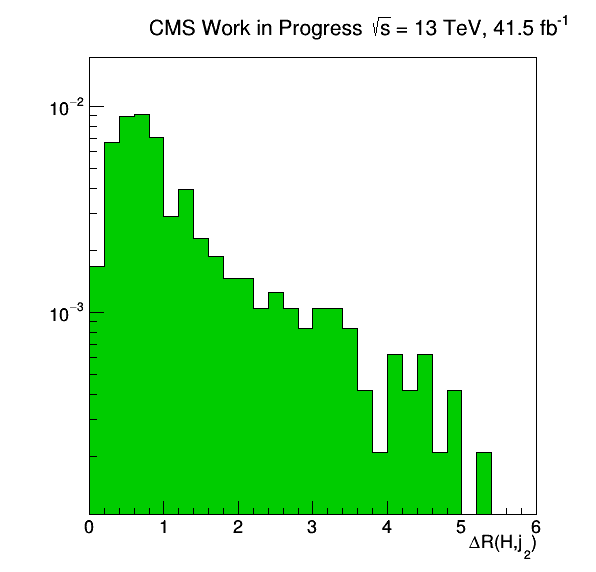 CMS Work in Progress √s = 13 TeV, 41.5 fb⁻¹
10⁻²
10⁻³
0 1 2 3 4 5 6
ΔR(H,j₂)